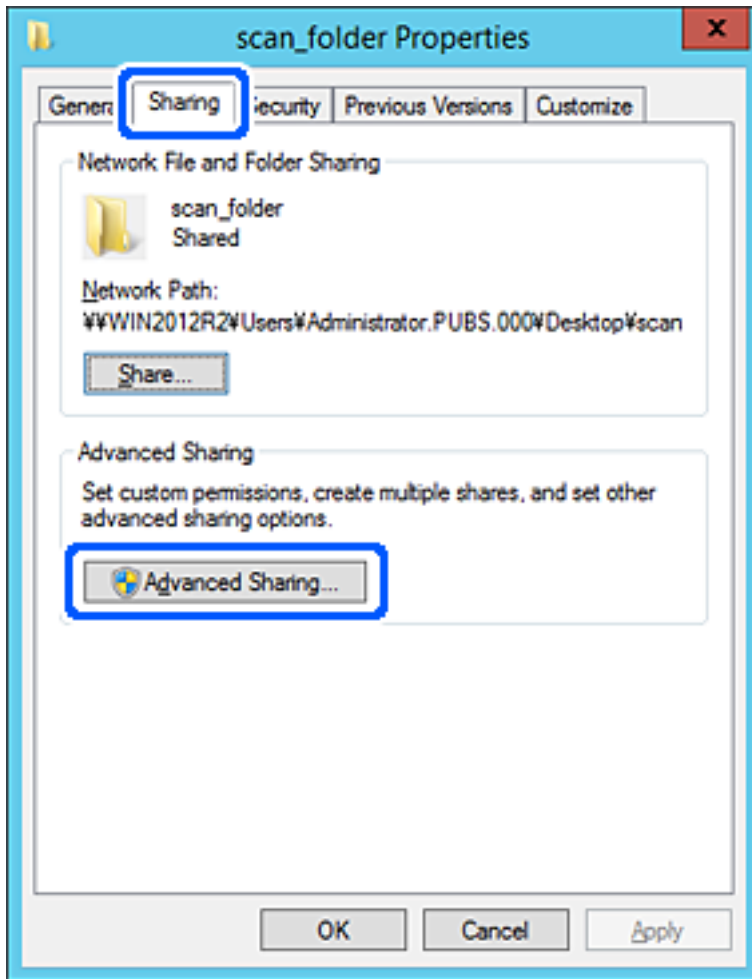 scan_folder Properties
x
Sharing
Security
Previous Versions
Customize
Network File and Folder Sharing
scan_folder
Shared
Network Path:
¥¥WIN2012R2¥Users¥Administrator.PUBS.000¥Desktop¥scan
Share...
Advanced Sharing
Set custom permissions, create multiple shares, and set other
advanced sharing options.
Advanced Sharing...
OK
Cancel
Apply